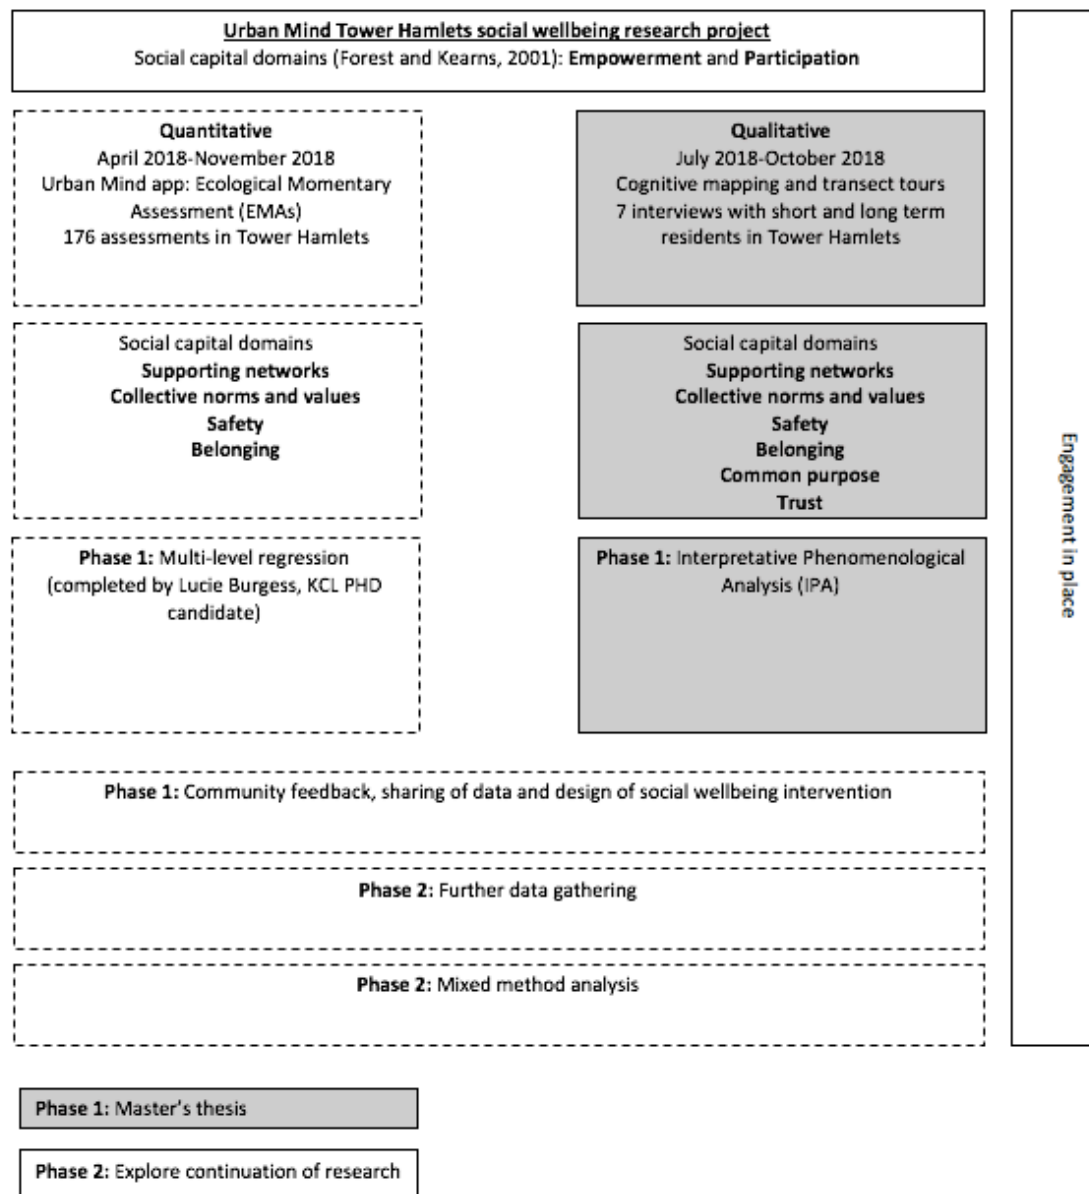 Urban Mind Tower Hamlets social wellbeing research project
Social capital domains (Forest and Kearns, 2001): Empowerment and Participation
Quantitative
April 2018-November 2018
Urban Mind app: Ecological Momentary
Assessment (EMAs)
176 assessments in Tower Hamlets
Qualitative
July 2018-October 2018
Cognitive mapping and transect tours
7 interviews with short and long term
residents in Tower Hamlets
Social capital domains
Supporting networks
Collective norms and values
Safety
Belonging
Social capital domains
Supporting networks
Collective norms and values
Safety
Belonging
Common purpose
Trust
Phase 1: Multi-level regression
(completed by Lucie Burgess, KCL PHD
candidate)
Phase 1: Interpretative Phenomenological
Analysis (IPA)
Phase 1: Community feedback, sharing of data and design of social wellbeing intervention
Phase 2: Further data gathering
Phase 2: Mixed method analysis
Engagement in place
Phase 1: Master's thesis
Phase 2: Explore continuation of research